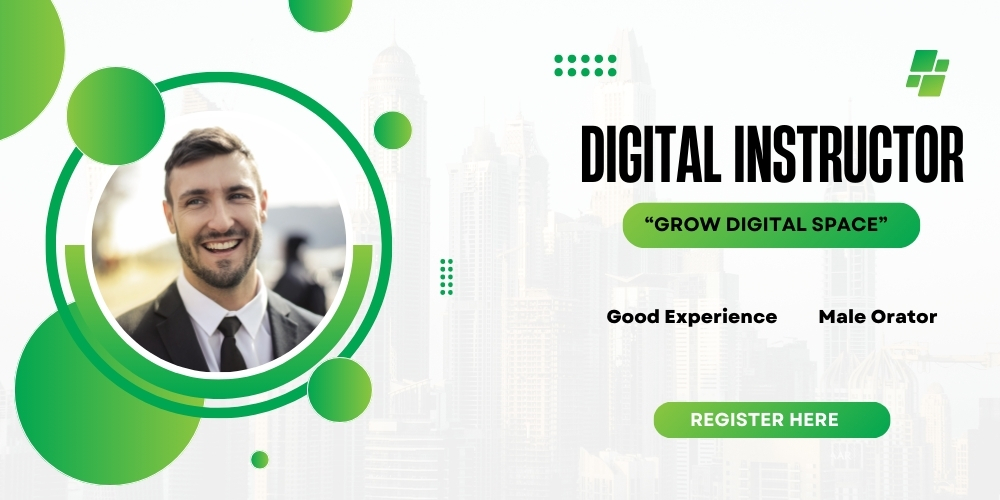 DIGITAL INSTRUCTOR
“GROW DIGITAL SPACE”
Good Experience
Male Orator
REGISTER HERE